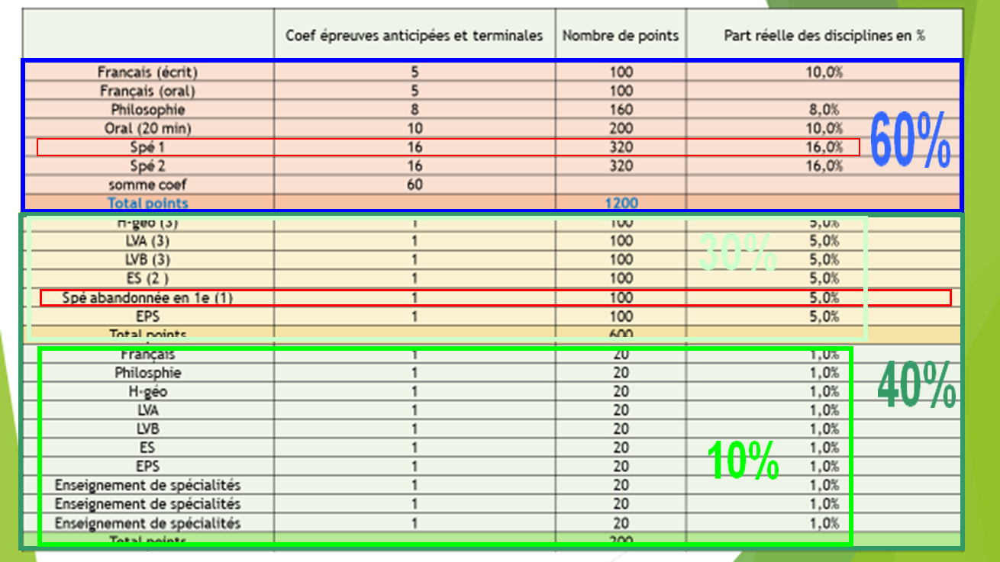 Coef épreuves anticipées et terminales Nombre de points Part réelle des disciplines en %
Francais (écrit) 5 100 10,0%
Français (oral) 5 100
Philosophie 8 160 8,0%
Oral (20 min) 10 200 10,0%
Spé 1 16 320 16,0%
Spé 2 16 320 16,0%
somme coef 60
Total points 1200
60%
H-géo (3) 1 100 5,0%
LVA (3) 1 100 5,0%
LVB (3) 1 100 5,0%
ES (2 ) 1 100 5,0%
Spé abandonnée en 1e (1) 1 100 5,0%
EPS 1 100 5,0%
Total points 600
30%
Français 1 20 1,0%
Philosphie 1 20 1,0%
H-géo 1 20 1,0%
LVA 1 20 1,0%
LVB 1 20 1,0%
ES 1 20 1,0%
EPS 1 20 1,0%
Enseignement de spécialités 1 20 1,0%
Enseignement de spécialités 1 20 1,0%
Enseignement de spécialités 1 20 1,0%
Total points 200
10%
40%